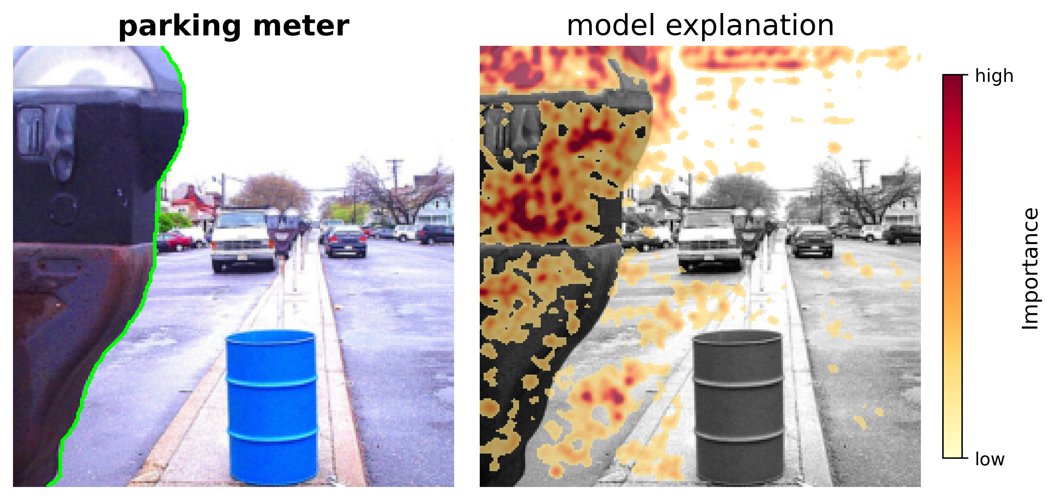 parking meter
model explanation
high
Importance
low